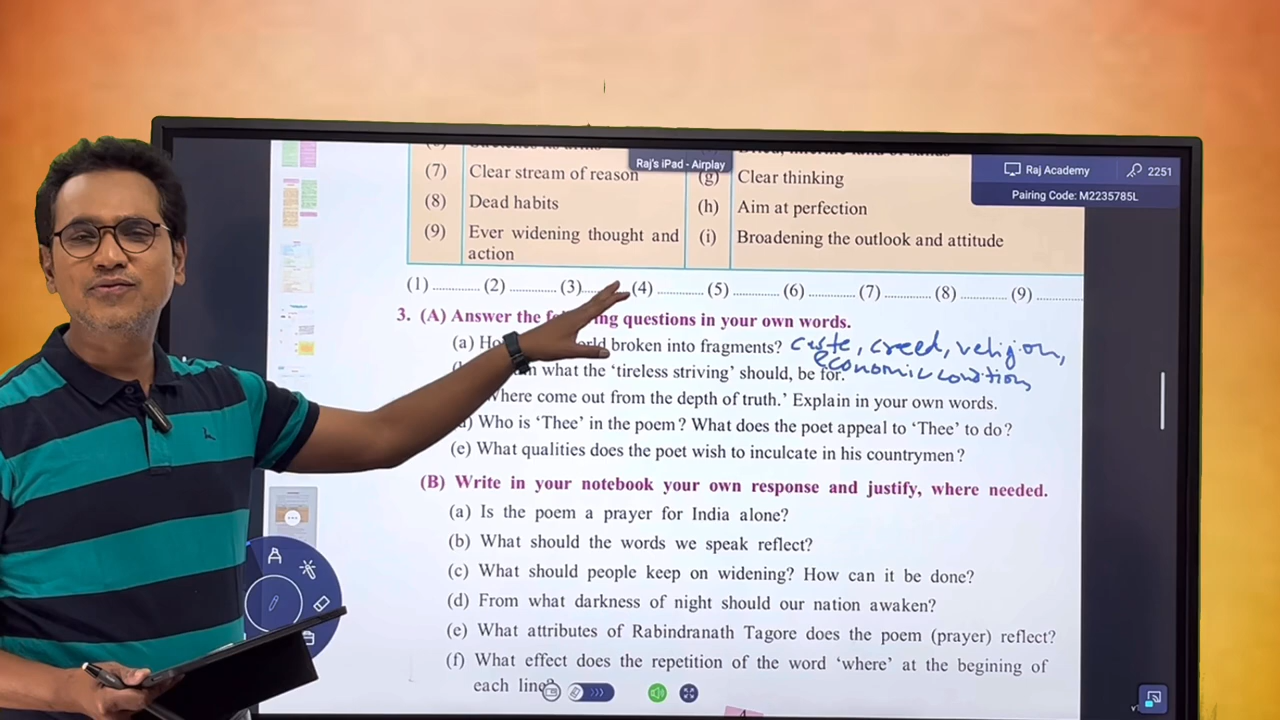 Raj's iPad - Airplay
Raj Academy
2251
Pairing Code: M2235785L
(7) Clear stream of reason (g) Clear thinking
(8) Dead habits (h) Aim at perfection
(9) Ever widening thought and action (i) Broadening the outlook and attitude
(1) ............ (2) ............ (3)............ (4) ............ (5) ............ (6) ............ (7) ............ (8) ............ (9) ............
3. (A) Answer the questions in your own words.
(a) broken into fragments? caste, creed, religion,
economic condition,
what the 'tireless striving' should, be for.
come out from the depth of truth.' Explain in your own words.
Who is 'Thee' in the poem? What does the poet appeal to 'Thee' to do?
(e) What qualities does the poet wish to inculcate in his countrymen?
(B) Write in your notebook your own response and justify, where needed.
(a) Is the poem a prayer for India alone?
(b) What should the words we speak reflect?
(c) What should people keep on widening? How can it be done?
(d) From what darkness of night should our nation awaken?
(e) What attributes of Rabindranath Tagore does the poem (prayer) reflect?
(f) What effect does the repetition of the word 'where' at the begining of
each line?